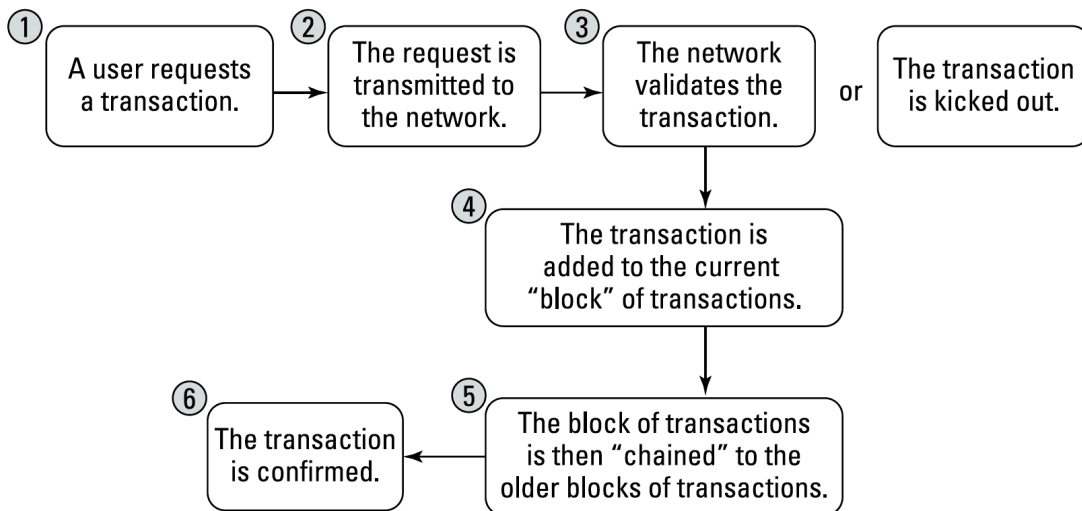 1
A user requests
a transaction.
2
The request is
transmitted to
the network.
3
The network
validates the
transaction.
or
The transaction
is kicked out.
4
The transaction is
added to the current
“block” of transactions.
5
The block of transactions
is then “chained” to the
older blocks of transactions.
6
The transaction
is confirmed.